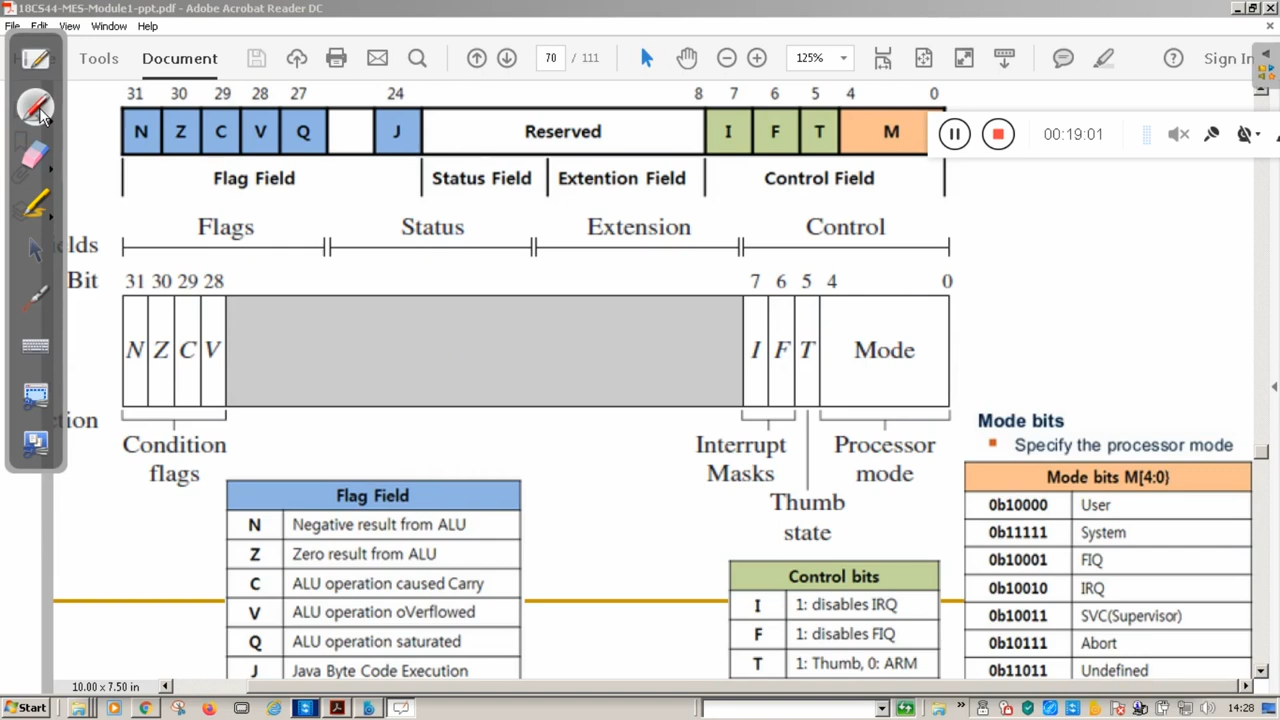 18CS44-MES-Module1-ppt.pdf - Adobe Acrobat Reader DC
File Edit View Window Help
Tools Document 70 / 111 125% Sign In
31 30 29 28 27 24 8 7 6 5 4 0
N Z C V Q J Reserved I F T M
00:19:01
Flag Field Status Field Extention Field Control Field
Flags Status Extension Control
ields
Bit 31 30 29 28 7 6 5 4 0
N Z C V I F T Mode
ction
Condition
flags
Interrupt
Masks
Processor
mode
Thumb
state
Mode bits
Specify the processor mode
Mode bits M[4:0}
0b10000 User
0b11111 System
0b10001 FIQ
0b10010 IRQ
0b10011 SVC(Supervisor)
0b10111 Abort
0b11011 Undefined
Flag Field
N Negative result from ALU
Z Zero result from ALU
C ALU operation caused Carry
V ALU operation oVerflowed
Q ALU operation saturated
J Java Byte Code Execution
Control bits
I 1: disables IRQ
F 1: disables FIQ
T 1: Thumb, 0: ARM
10.00 x 7.50 in
Start
14:28